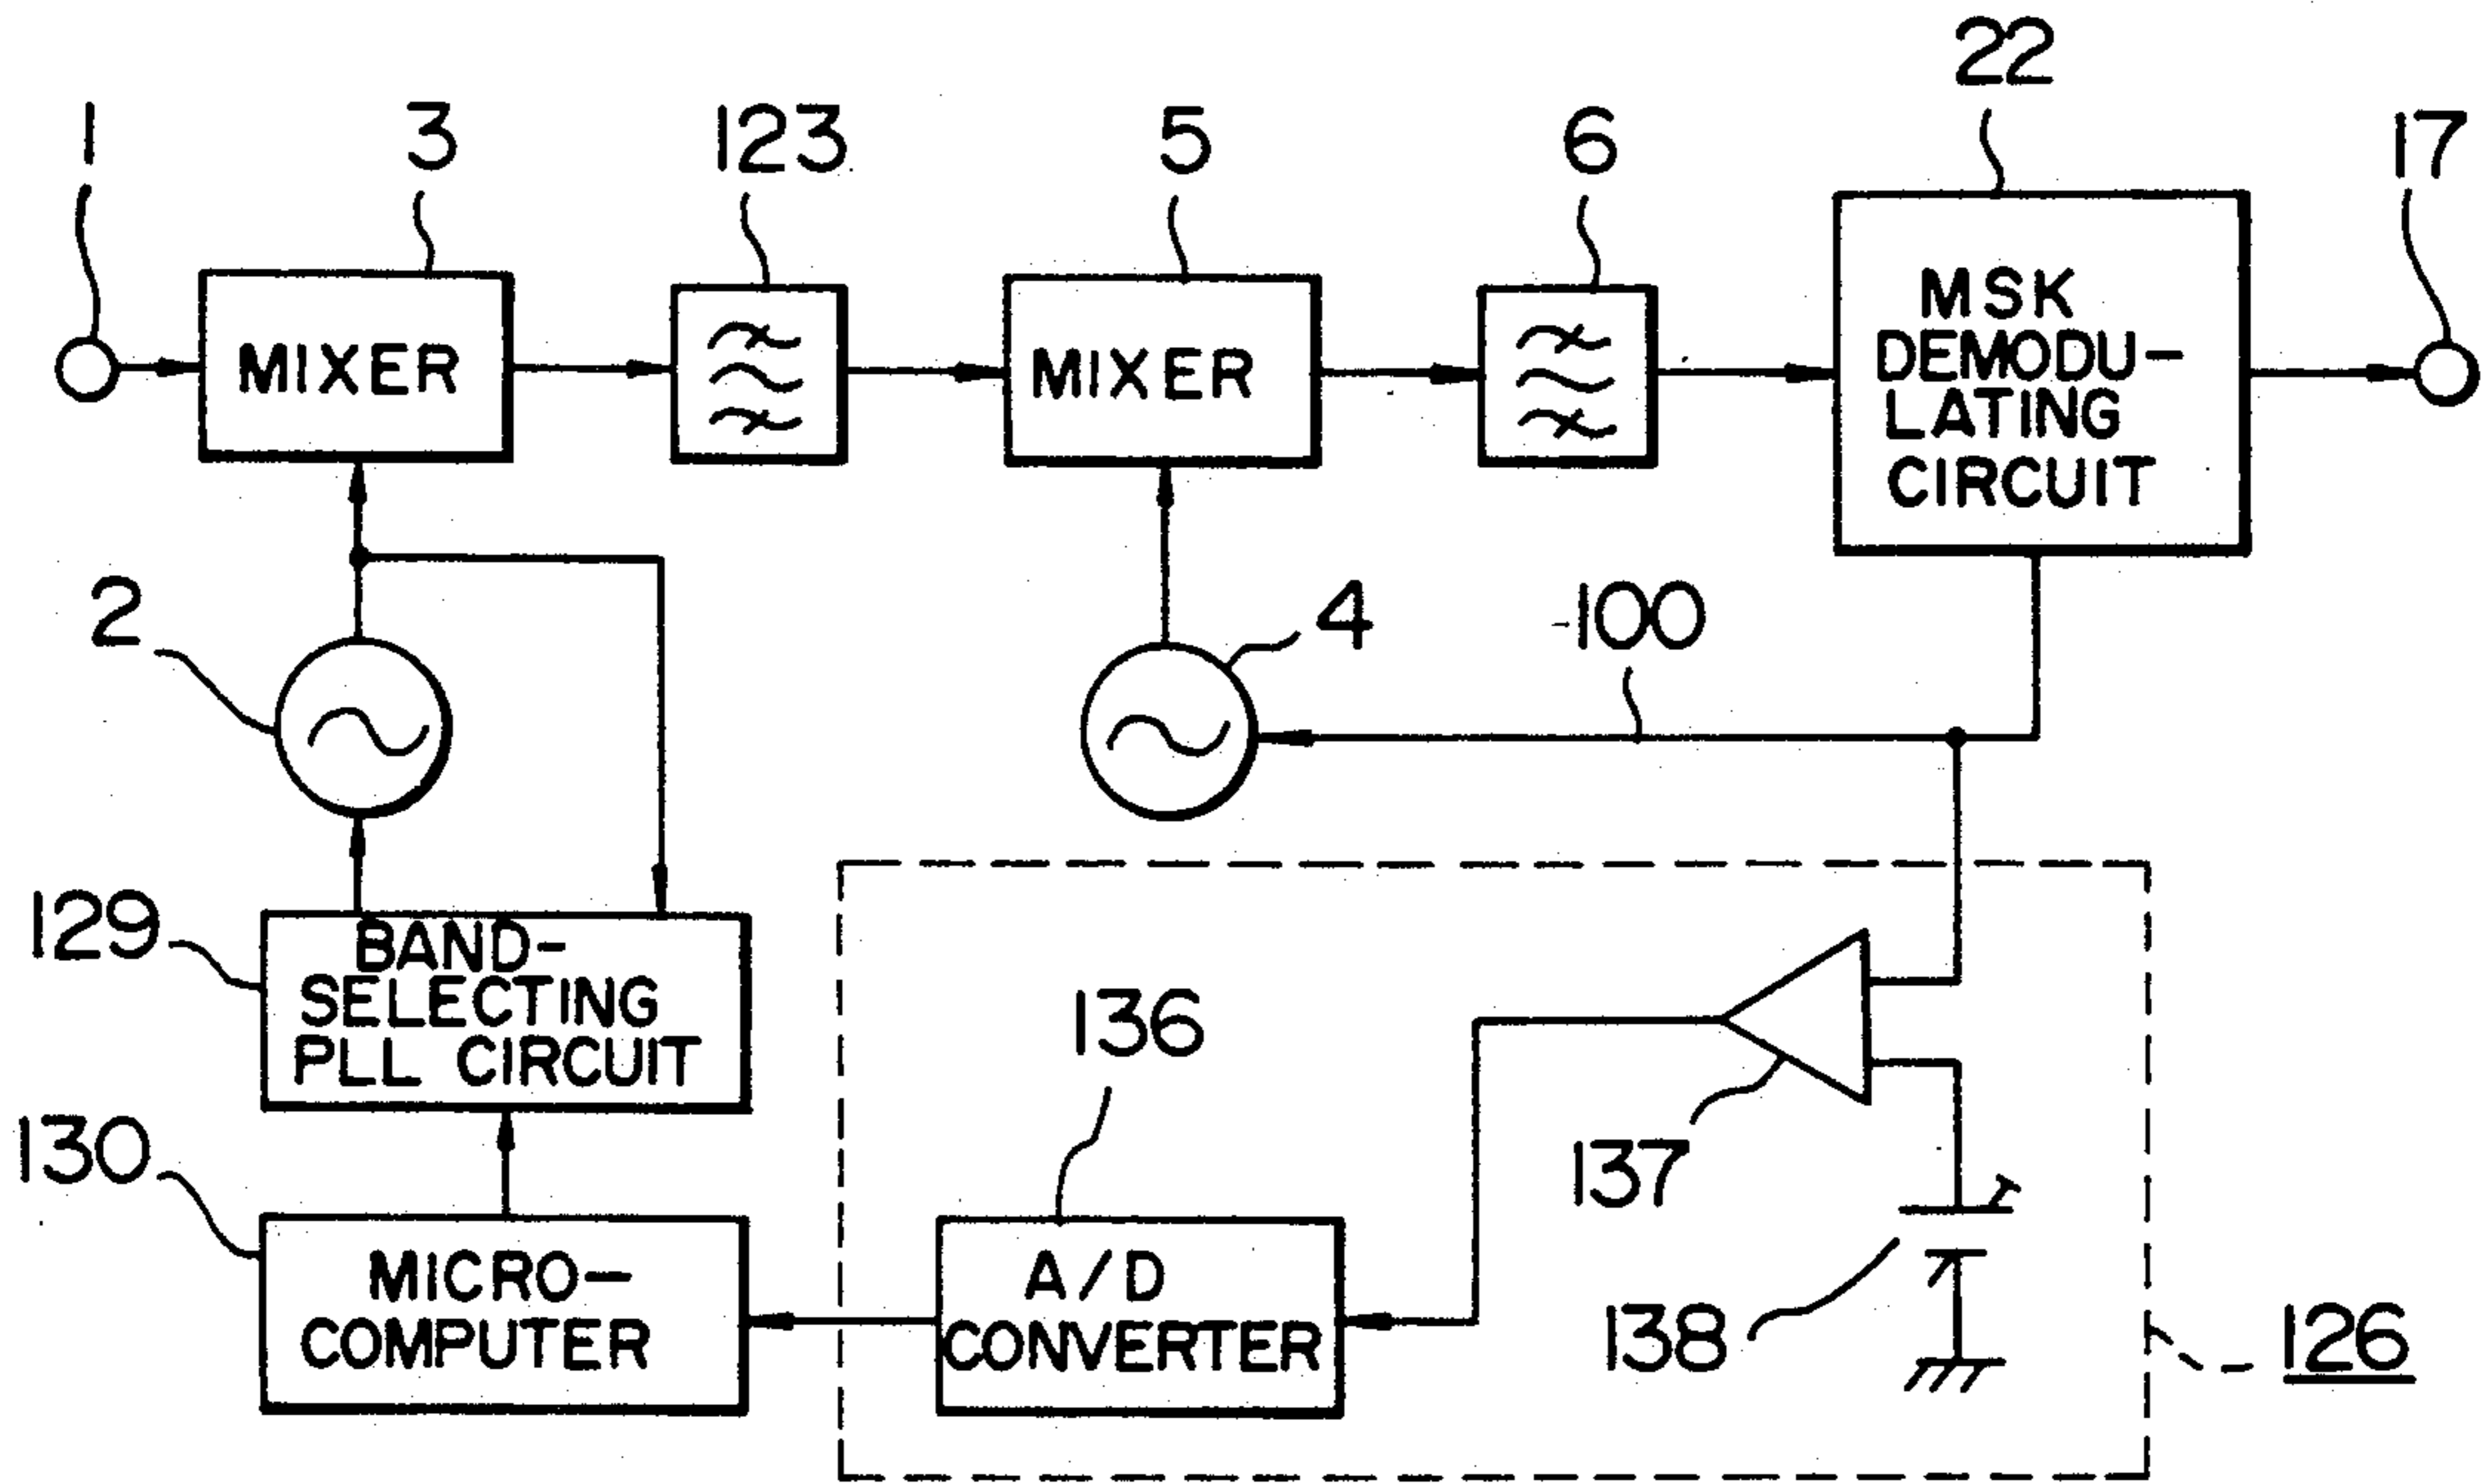 1
3
123
5
6
22
17
MIXER
MIXER
MSK
DEMODU-
LATING
CIRCUIT
2
4
100
129
BAND-
SELECTING
PLL CIRCUIT
136
137
130
MICRO-
COMPUTER
A/D
CONVERTER
138
126